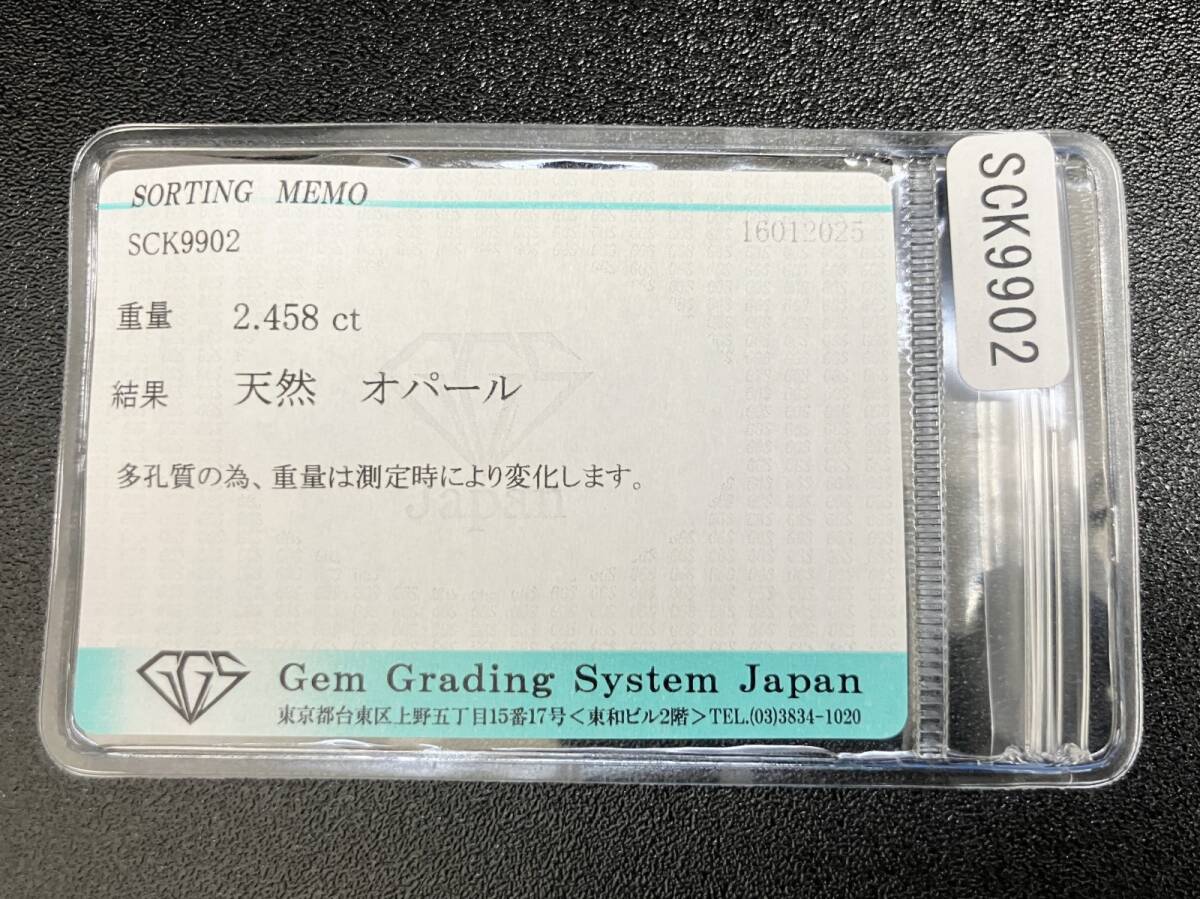 SORTING MEMO
SCK9902
16012025
重量 2.458 ct
結果 天然 オパール
多孔質の為、重量は測定時により変化します。
GGS
Japan
GGS
Gem Grading System Japan
東京都台東区上野五丁目15番17号＜東和ビル2階＞TEL.(03)3834-1020
SCK9902